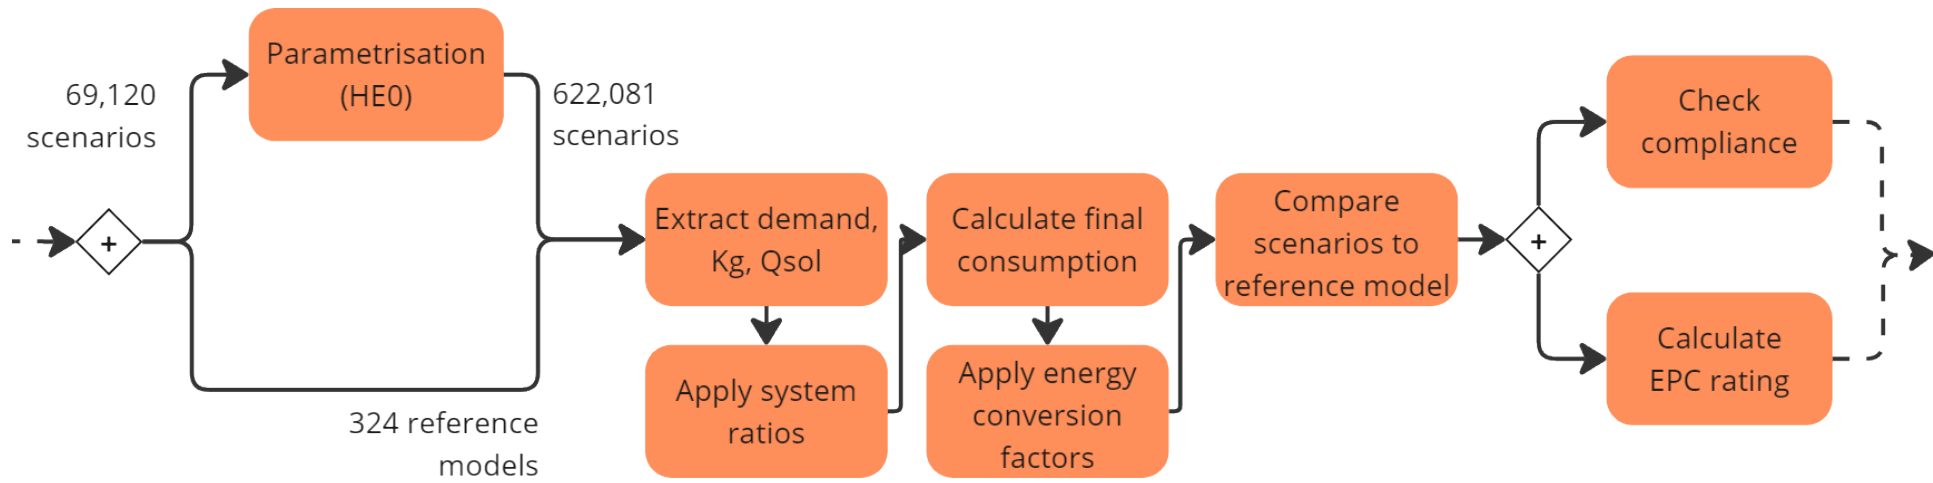 69,120
scenarios
+
Parametrisation
(HE0)
622,081
scenarios
324 reference
models
Extract demand,
Kg, Qsol
Apply system
ratios
Calculate final
consumption
Apply energy
conversion
factors
Compare
scenarios to
reference model
+
Check
compliance
Calculate
EPC rating